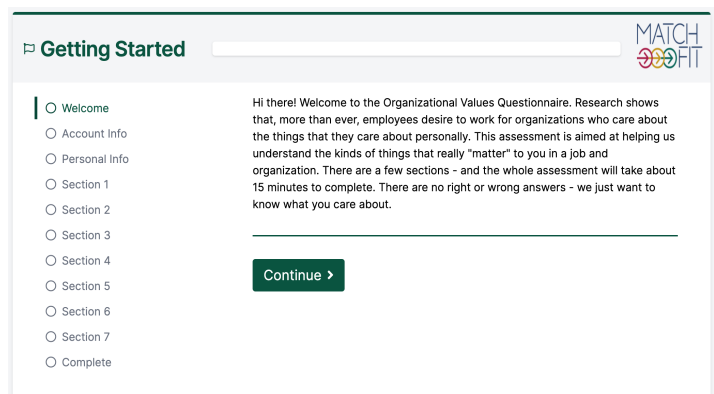 Getting Started
MATCH
FIT
Welcome
Account Info
Personal Info
Section 1
Section 2
Section 3
Section 4
Section 5
Section 6
Section 7
Complete
Hi there! Welcome to the Organizational Values Questionnaire. Research shows
that, more than ever, employees desire to work for organizations who care about
the things that they care about personally. This assessment is aimed at helping us
understand the kinds of things that really "matter" to you in a job and
organization. There are a few sections - and the whole assessment will take about
15 minutes to complete. There are no right or wrong answers - we just want to
know what you care about.
Continue